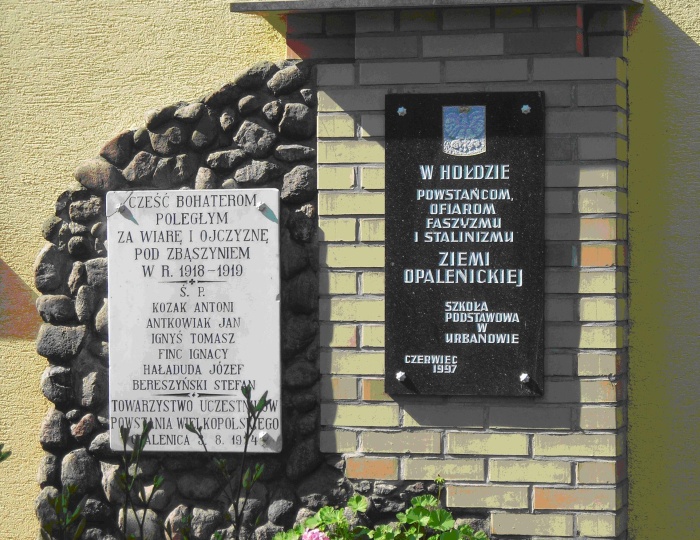 CZEŚĆ BOHATEROM
POLEGŁYM
ZA WIARĘ I OJCZYZNĘ
POD ZBĄSZYNIEM
W R. 1918-1919
Ś. P.
KOZAK ANTONI
ANTKOWIAK JAN
IGNYŚ TOMASZ
FINC IGNACY
HAŁADUDA JÓZEF
BERESZYŃSKI STEFAN
TOWARZYSTWO UCZESTNIKÓW
POWSTANIA WIELKOPOLSKIEGO
OPALENICA 8.
W HOŁDZIE
POWSTAŃCOM,
OFIAROM
FASZYZMU
I STALINIZMU
ZIEMI
OPALENICKIEJ
SZKOŁA
PODSTAWOWA
W
URBANOWIE
CZERWIEC
1997